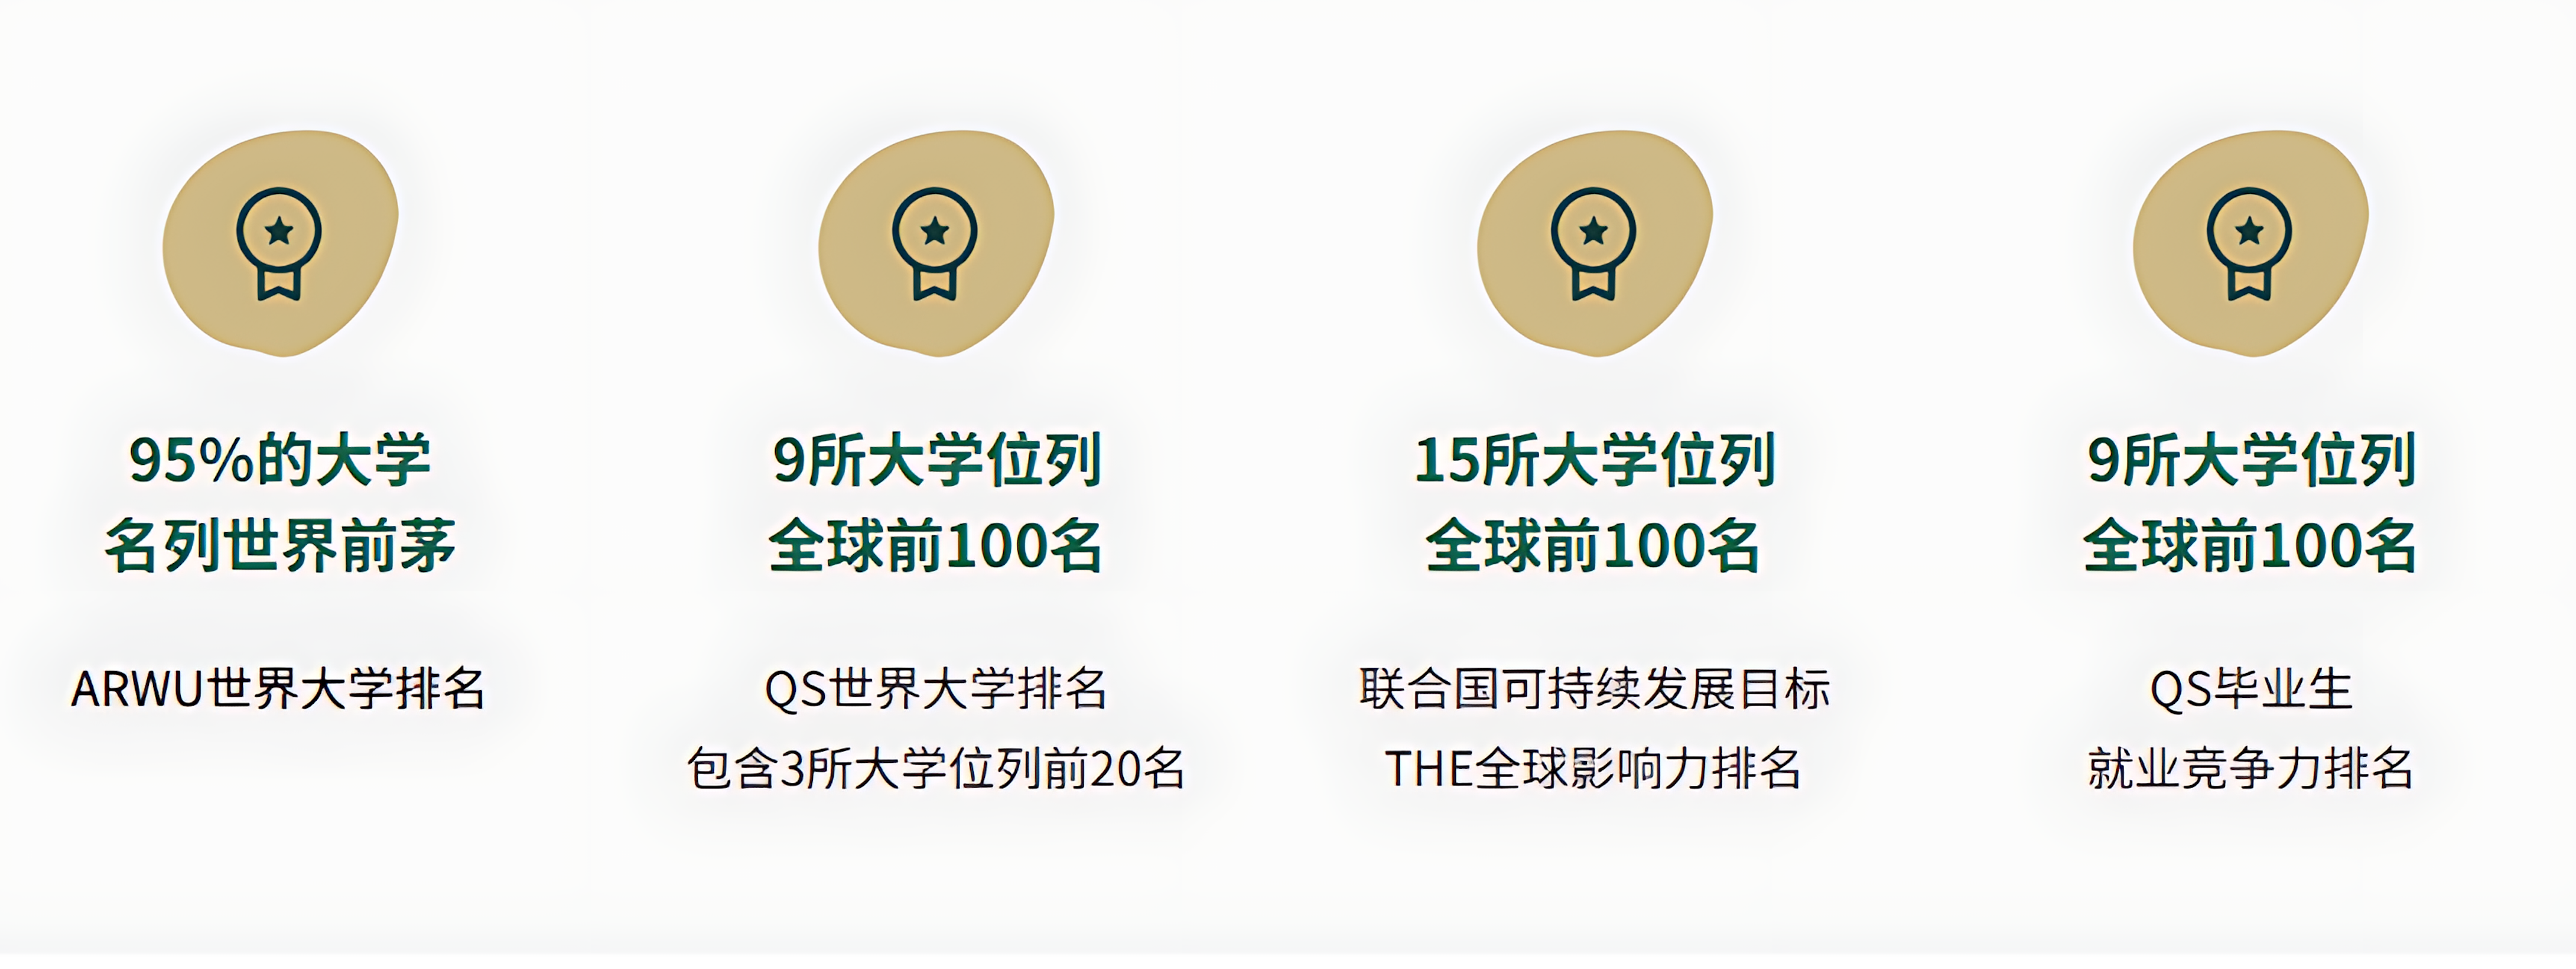 95%的大学
名列世界前茅
ARWU世界大学排名
9所大学位列
全球前100名
QS世界大学排名
包含3所大学位列前20名
15所大学位列
全球前100名
联合国可持续发展目标
THE全球影响力排名
9所大学位列
全球前100名
QS毕业生
就业竞争力排名